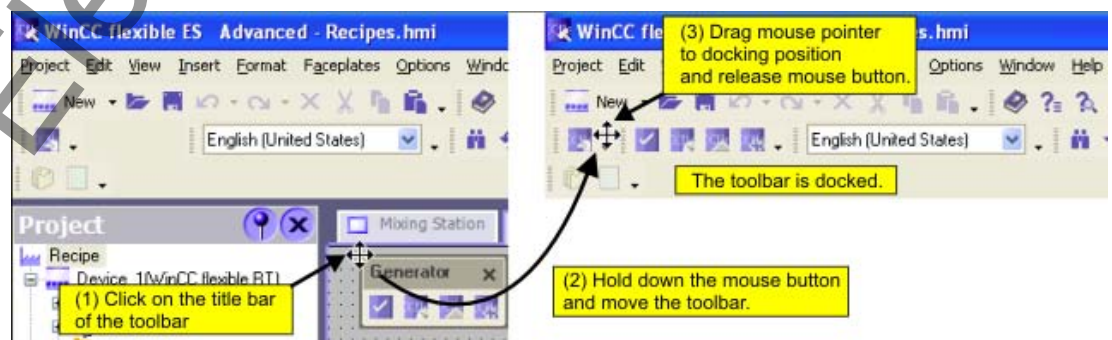 WinCC flexible ES Advanced - Recipes.hmi
Project Edit View Insert Format Faceplates Options
New
English (United States)
Project
Mixing Station
Recipe
Device_1(WinCC flexible RT)
Generator
(1) Click on the title bar
of the toolbar
WinCC
s.hmi
(3) Drag mouse pointer
to docking position
and release mouse button.
Project Edit Options Window Help
New
English (United States)
The toolbar is docked.
(2) Hold down the mouse button
and move the toolbar.